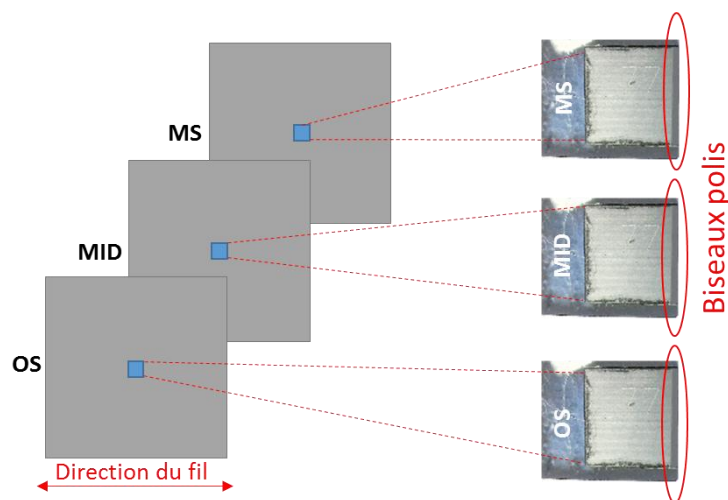 MS
MID
OS
Direction du fil
MS
MID
OS
Biseaux polis